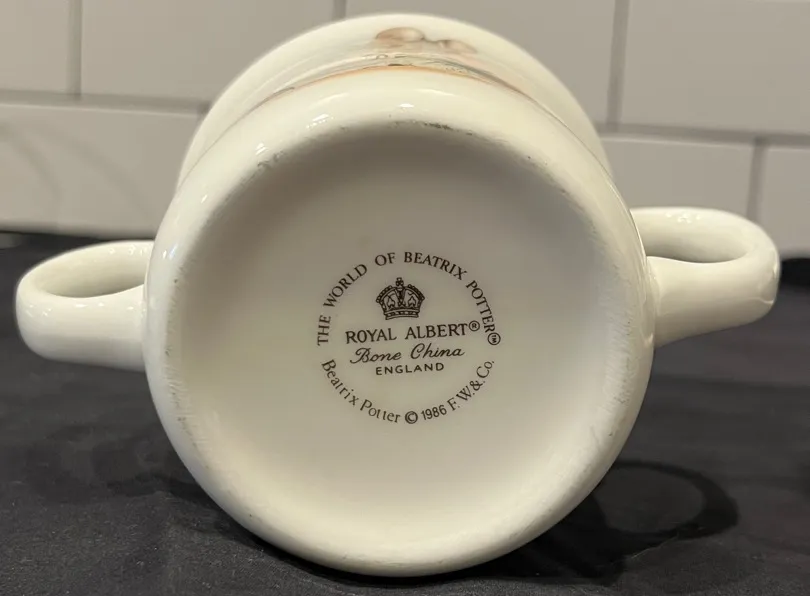 THE WORLD OF BEATRIX POTTER™
ROYAL ALBERT®
Bone China
ENGLAND
Beatrix Potter © 1986 F.W.& Co.